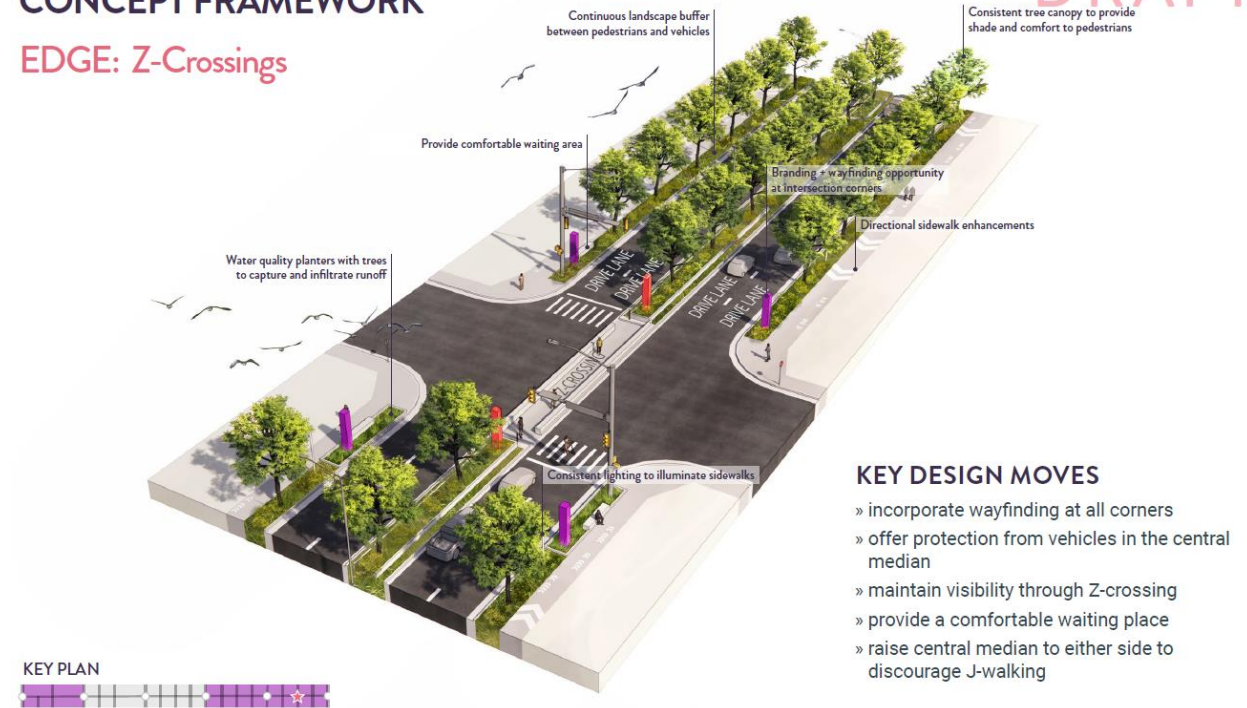 CONCEPT FRAMEWORK
DRAFT
EDGE: Z-Crossings
Continuous landscape buffer
between pedestrians and vehicles
Consistent tree canopy to provide
shade and comfort to pedestrians
Provide comfortable waiting area
Branding + wayfinding opportunity
at intersection corners
Directional sidewalk enhancements
Water quality planters with trees
to capture and infiltrate runoff
DRIVE LANE
DRIVE LANE
DRIVE LANE
DRIVE LANE
Z-CROSSING
Consistent lighting to illuminate sidewalks
KEY DESIGN MOVES
» incorporate wayfinding at all corners
» offer protection from vehicles in the central
median
» maintain visibility through Z-crossing
» provide a comfortable waiting place
» raise central median to either side to
discourage J-walking
KEY PLAN